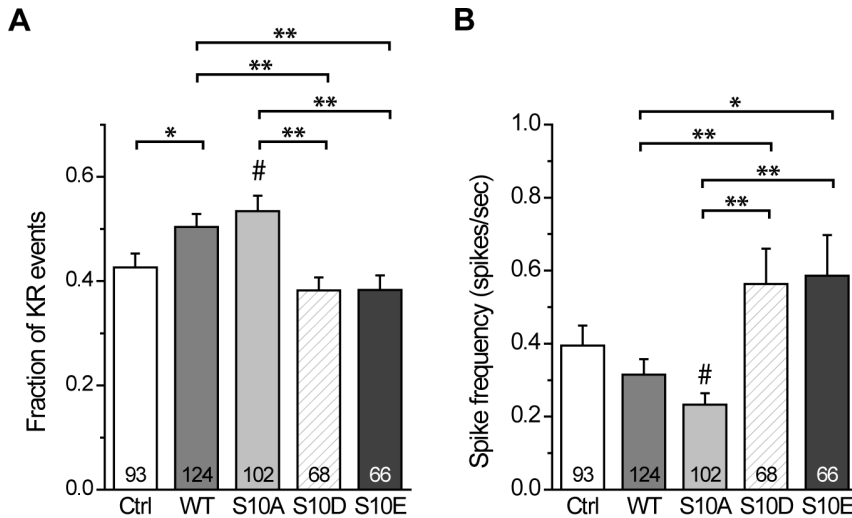 A
B
**
**
**
*
**
#
0.6
0.4
0.2
0.0
Fraction of KR events
93
124
102
68
66
Ctrl
WT
S10A
S10D
S10E
*
**
**
**
#
1.0
0.8
0.6
0.4
0.2
0.0
Spike frequency (spikes/sec)
93
124
102
68
66
Ctrl
WT
S10A
S10D
S10E